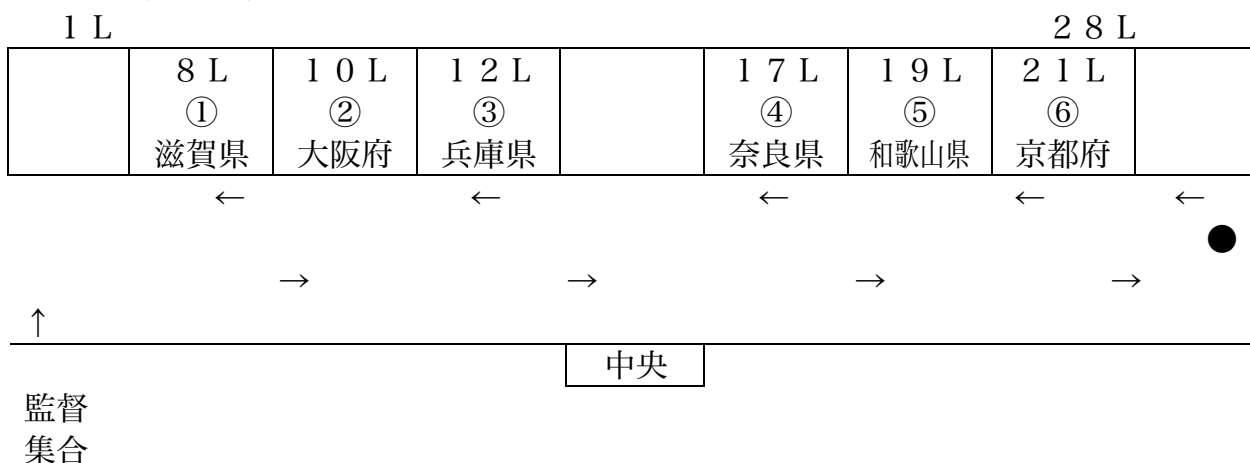 １Ｌ ２８Ｌ
８Ｌ １０Ｌ １２Ｌ １７Ｌ １９Ｌ ２１Ｌ
① ② ③ ④ ⑤ ⑥
滋賀県 大阪府 兵庫県 奈良県 和歌山県 京都府
← ← ← ← ←
●
→ → → →
↑
中央
監督
集合